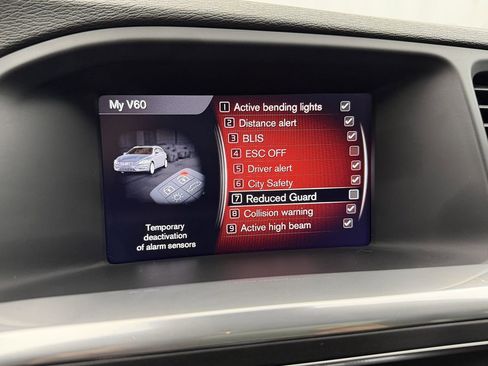 My V60
1 Active bending lights
2 Distance alert
3 BLIS
4 ESC OFF
5 Driver alert
6 City Safety
7 Reduced Guard
8 Collision warning
9 Active high beam
Temporary
deactivation
of alarm sensors